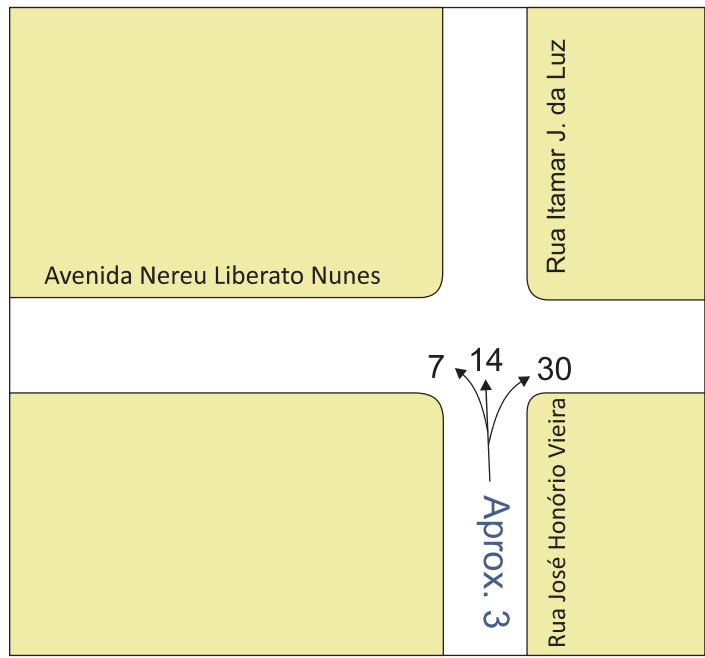 Rua Itamar J. da Luz
Avenida Nereu Liberato Nunes
7 14 30
Aprox. 3
Rua José Honório Vieira